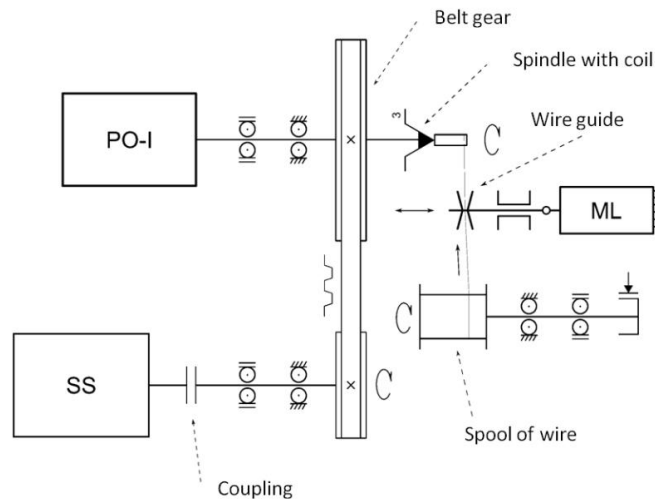 Belt gear
Spindle with coil
3
PO-I
Wire guide
ML
SS
Spool of wire
Coupling